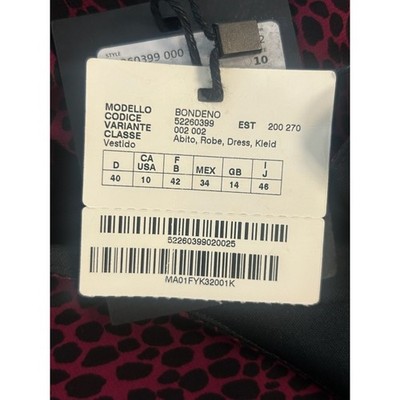 STYLE
260399 000
10
MODELLO BONDENO
CODICE 52260399 EST 200 270
VARIANTE 002 002
CLASSE Abito, Robe, Dress, Kleid
Vestido
D CA USA F B MEX GB I J
40 10 42 34 14 46
52260399020025
MA01FYK32001K